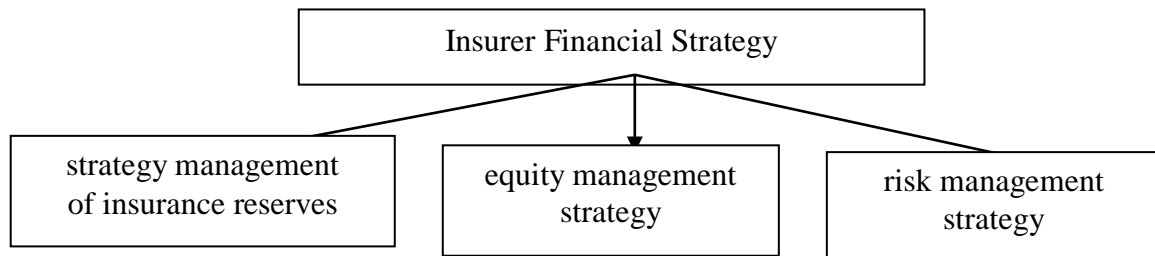 Insurer Financial Strategy
strategy management
of insurance reserves
equity management
strategy
risk management
strategy